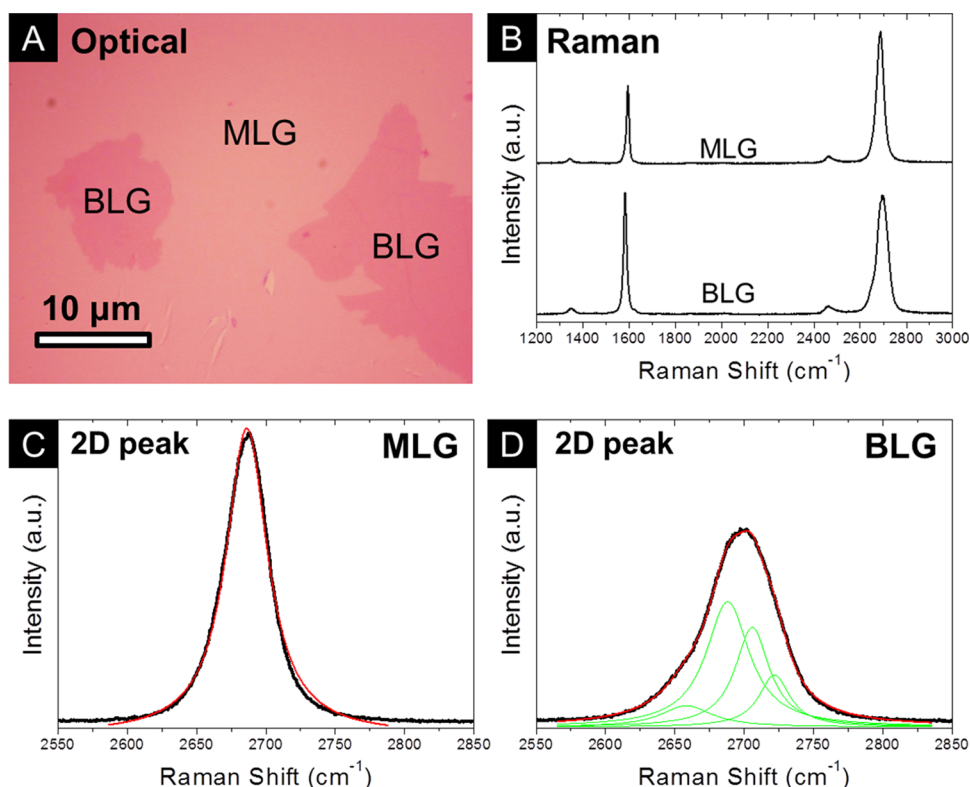 A Optical
MLG
BLG
BLG
10 µm
B Raman
Intensity (a.u.)
MLG
BLG
1200 1400 1600 1800 2000 2200 2400 2600 2800 3000
Raman Shift (cm⁻¹)
C 2D peak MLG
Intensity (a.u.)
2550 2600 2650 2700 2750 2800 2850
Raman Shift (cm⁻¹)
D 2D peak BLG
Intensity (a.u.)
2550 2600 2650 2700 2750 2800 2850
Raman Shift (cm⁻¹)